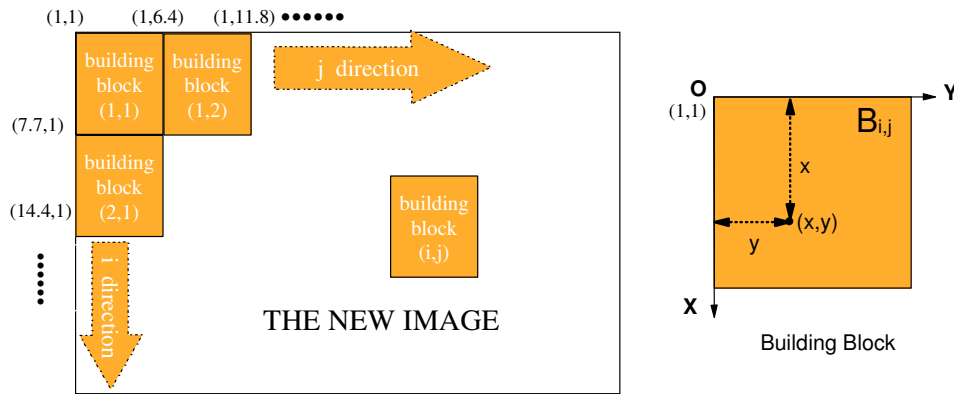 (1,1) (1,6.4) (1,11.8) ••••••
building
block
(1,1)
building
block
(1,2)
j direction
(7.7,1)
building
block
(2,1)
(14.4,1)
••••••
i direction
building
block
(i,j)
THE NEW IMAGE
O
Y
(1,1)
Bi,j
x
(x,y)
y
X
Building Block